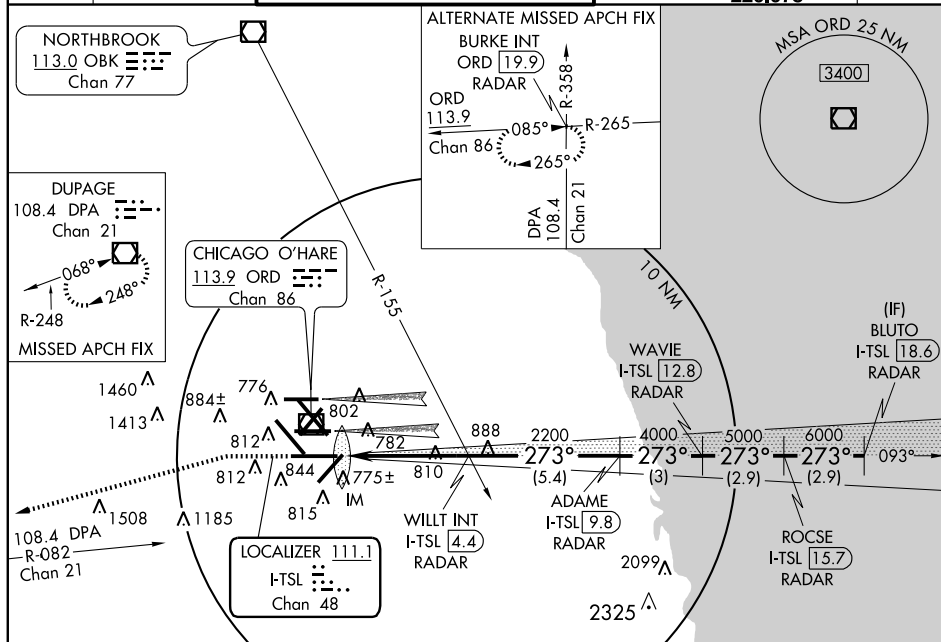 ALTERNATE MISSED APCH FIX
BURKE INT
ORD 19.9
RADAR
R-358
ORD
113.9
Chan 86
085°
R-265
265°
DPA
108.4
Chan 21
MSA ORD 25 NM
3400
NORTHBROOK
113.0 OBK
Chan 77
R-155
DUPAGE
108.4 DPA
Chan 21
068°
248°
R-248
MISSED APCH FIX
CHICAGO O'HARE
113.9 ORD
Chan 86
10 NM
(IF)
BLUTO
I-TSL 18.6
RADAR
WAVIE
I-TSL 12.8
RADAR
1460
1413
884±
776
802
812
782
888
812
844
775±
810
IM
815
2200
4000
5000
6000
273°
273°
273°
273°
093°
(5.4)
(3)
(2.9)
(2.9)
WILLT INT
I-TSL 4.4
RADAR
ADAME
I-TSL 9.8
RADAR
ROCSE
I-TSL 15.7
RADAR
1508
1185
108.4 DPA
R-082
Chan 21
LOCALIZER 111.1
I-TSL
Chan 48
2099
2325